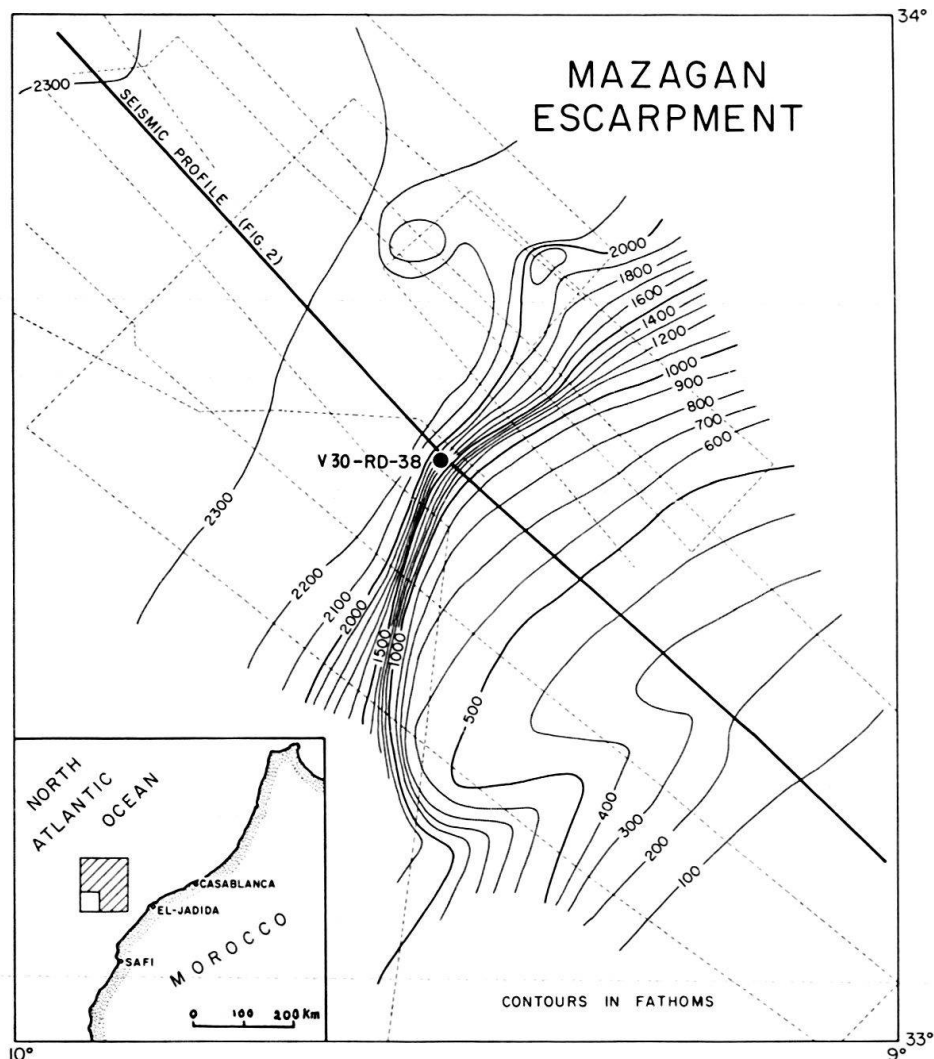 34°
MAZAGAN
ESCARPMENT
2300
SEISMIC PROFILE (FIG. 2)
2000
1800
1600
1400
1200
1000
900
800
700
600
V30-RD-38
2300
2200
2100
2000
1500
1000
500
400
300
200
100
NORTH
ATLANTIC
OCEAN
CASABLANCA
EL-JADIDA
SAFI
MOROCCO
0 100 200 Km
CONTOURS IN FATHOMS
10°
9°
33°